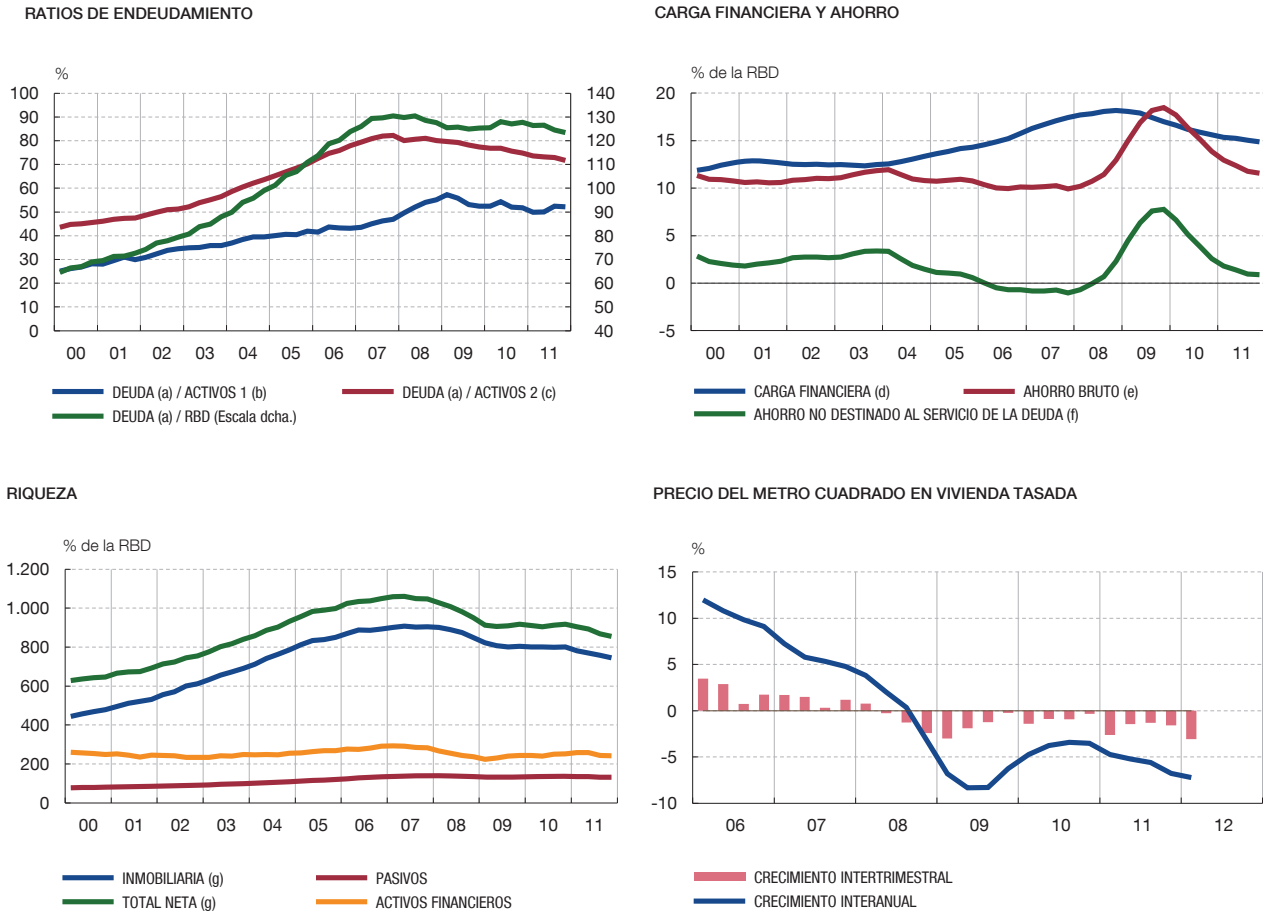 RATIOS DE ENDEUDAMIENTO
%
100 90 80 70 60 50 40 30 20 10 0
140 130 120 110 100 90 80 70 60 50 40
00 01 02 03 04 05 06 07 08 09 10 11
DEUDA (a) / ACTIVOS 1 (b)
DEUDA (a) / ACTIVOS 2 (c)
DEUDA (a) / RBD (Escala dcha.)
CARGA FINANCIERA Y AHORRO
% de la RBD
20 15 10 5 0 -5
00 01 02 03 04 05 06 07 08 09 10 11
CARGA FINANCIERA (d)
AHORRO BRUTO (e)
AHORRO NO DESTINADO AL SERVICIO DE LA DEUDA (f)
RIQUEZA
% de la RBD
1.200 1.000 800 600 400 200 0
00 01 02 03 04 05 06 07 08 09 10 11
INMOBILIARIA (g)
PASIVOS
TOTAL NETA (g)
ACTIVOS FINANCIEROS
PRECIO DEL METRO CUADRADO EN VIVIENDA TASADA
%
15 10 5 0 -5 -10
06 07 08 09 10 11 12
CRECIMIENTO INTERTRIMESTRAL
CRECIMIENTO INTERANUAL